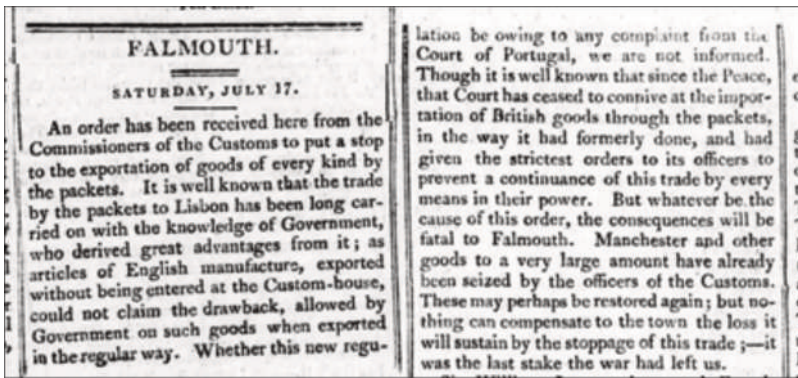 FALMOUTH.
SATURDAY, JULY 17.
An order has been received here from the
Commissioners of the Customs to put a stop
to the exportation of goods of every kind by
the packets. It is well known that the trade
by the packets to Lisbon has been long car-
ried on with the knowledge of Government,
who derived great advantages from it; as
articles of English manufacture, exported
without being entered at the Custom-house,
could not claim the drawback, allowed by
Government on such goods when exported
in the regular way. Whether this new regu-
lation be owing to any complaint from the
Court of Portugal, we are not informed.
Though it is well known that since the Peace,
that Court has ceased to connive at the impor-
tation of British goods through the packets,
in the way it had formerly done, and had
given the strictest orders to its officers to
prevent a continuance of this trade by every
means in their power. But whatever be the
cause of this order, the consequences will be
fatal to Falmouth. Manchester and other
goods to a very large amount have already
been seized by the officers of the Customs.
These may perhaps be restored again; but no-
thing can compensate to the town the loss it
will sustain by the stoppage of this trade;—it
was the last stake the war had left us.